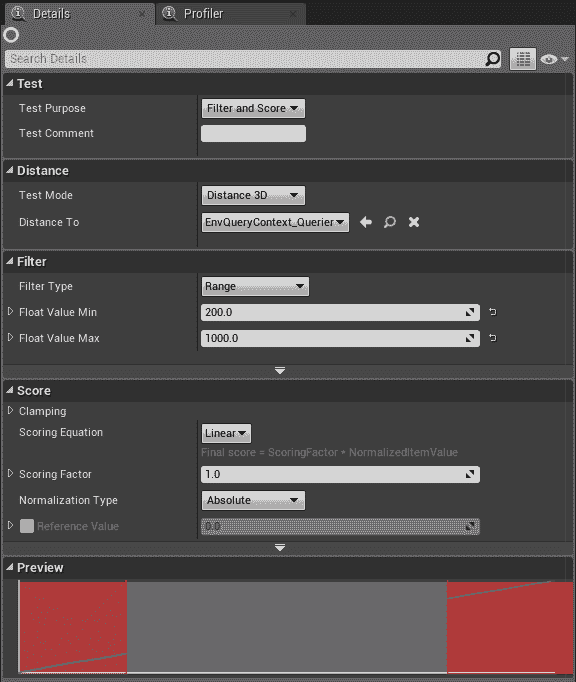 Details
Profiler
Search Details
Test
Test Purpose
Filter and Score
Test Comment
Distance
Test Mode
Distance 3D
Distance To
EnvQueryContext_Querier
Filter
Filter Type
Range
Float Value Min
200.0
Float Value Max
1000.0
Score
Clamping
Scoring Equation
Linear
Final score = ScoringFactor * NormalizedItemValue
Scoring Factor
1.0
Normalization Type
Absolute
Reference Value
0.0
Preview